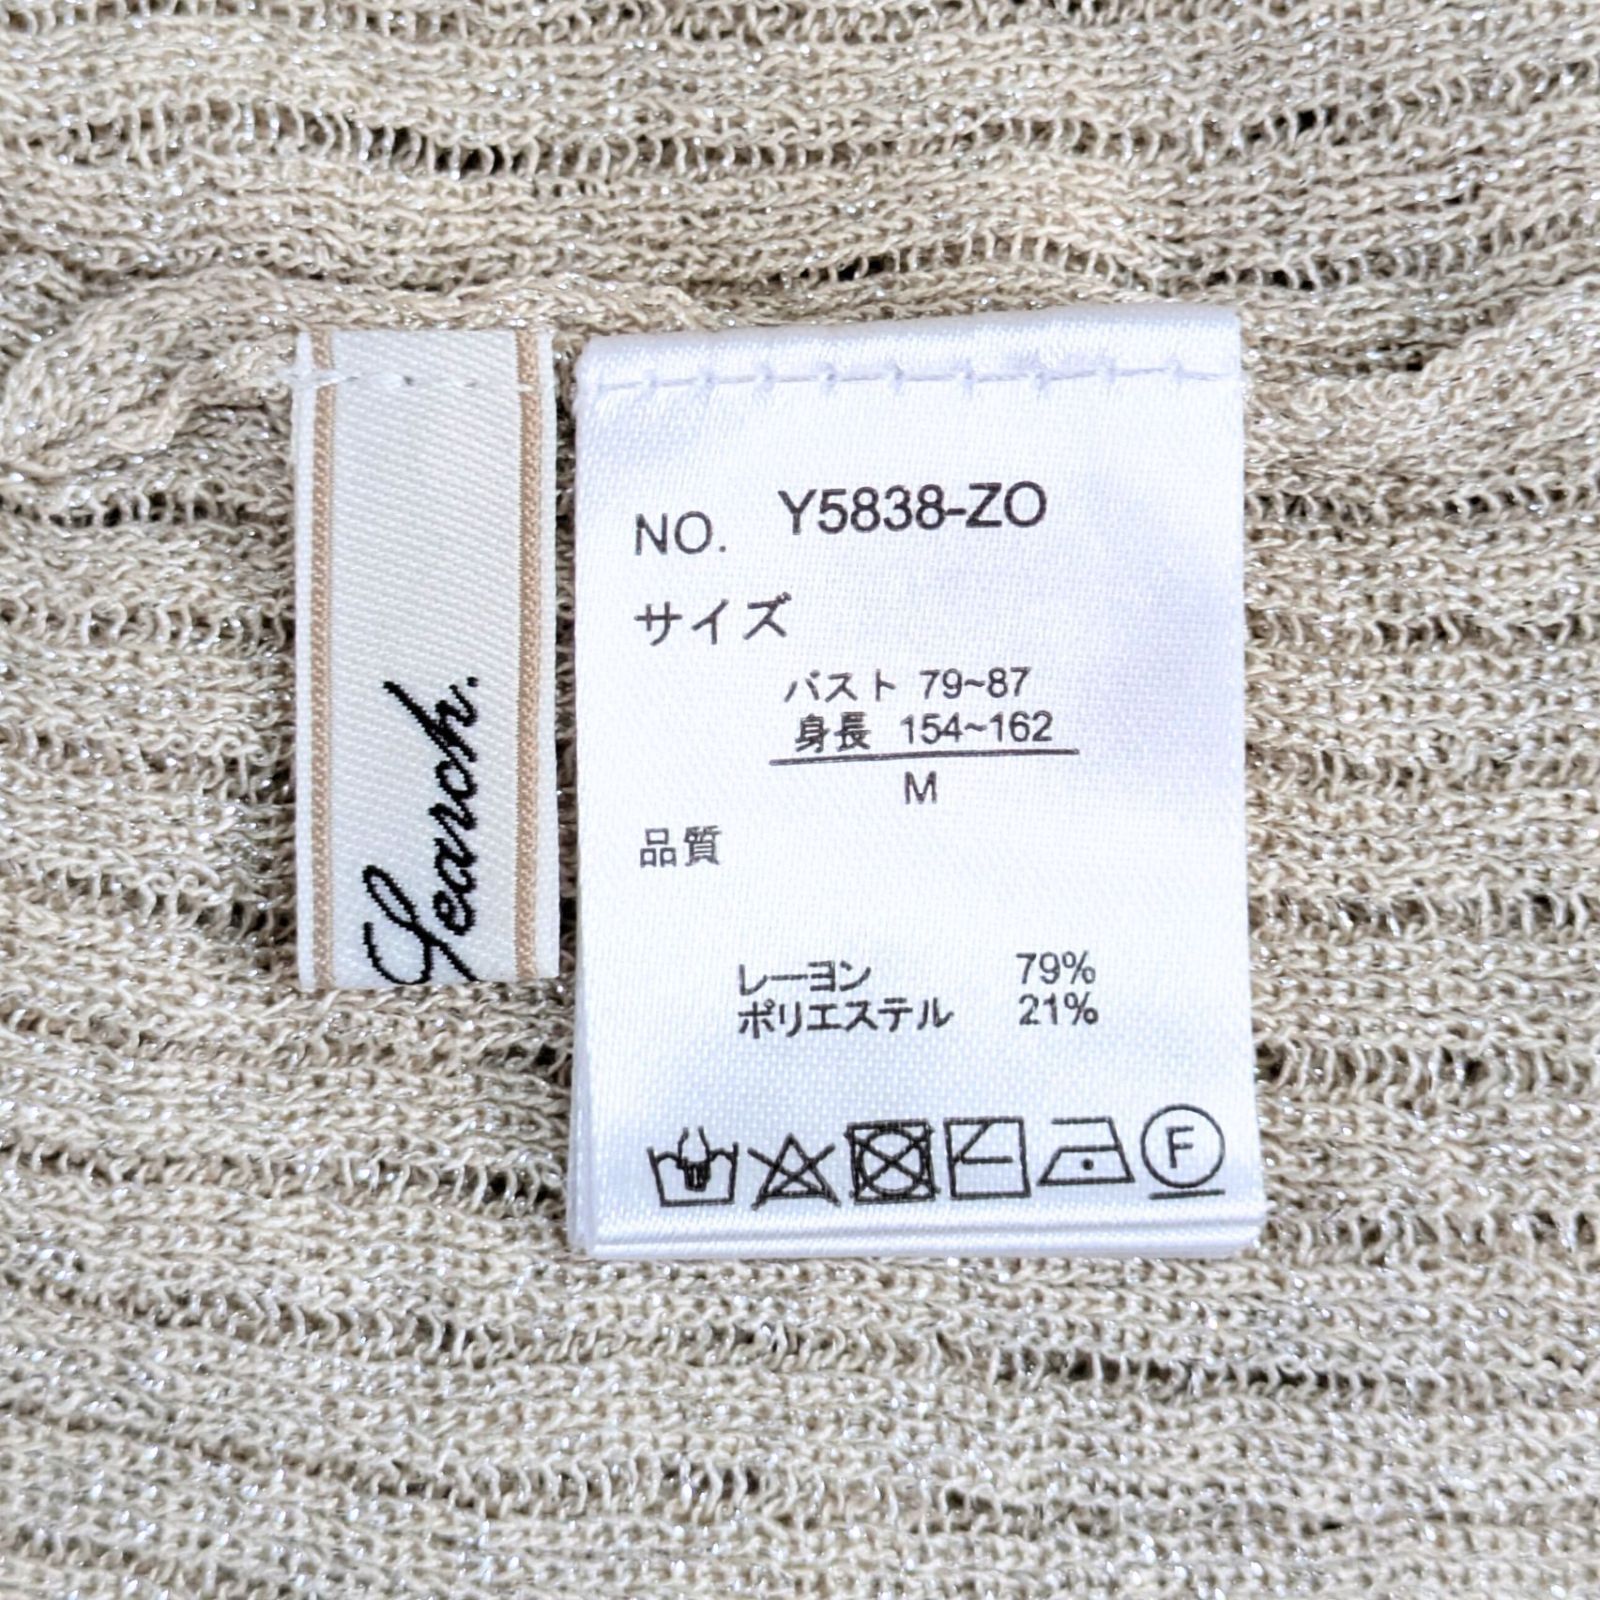 Search.
NO. Y5838-ZO
サイズ
バスト 79~87
身長 154~162
M
品質
レーヨン 79%
ポリエステル 21%
F